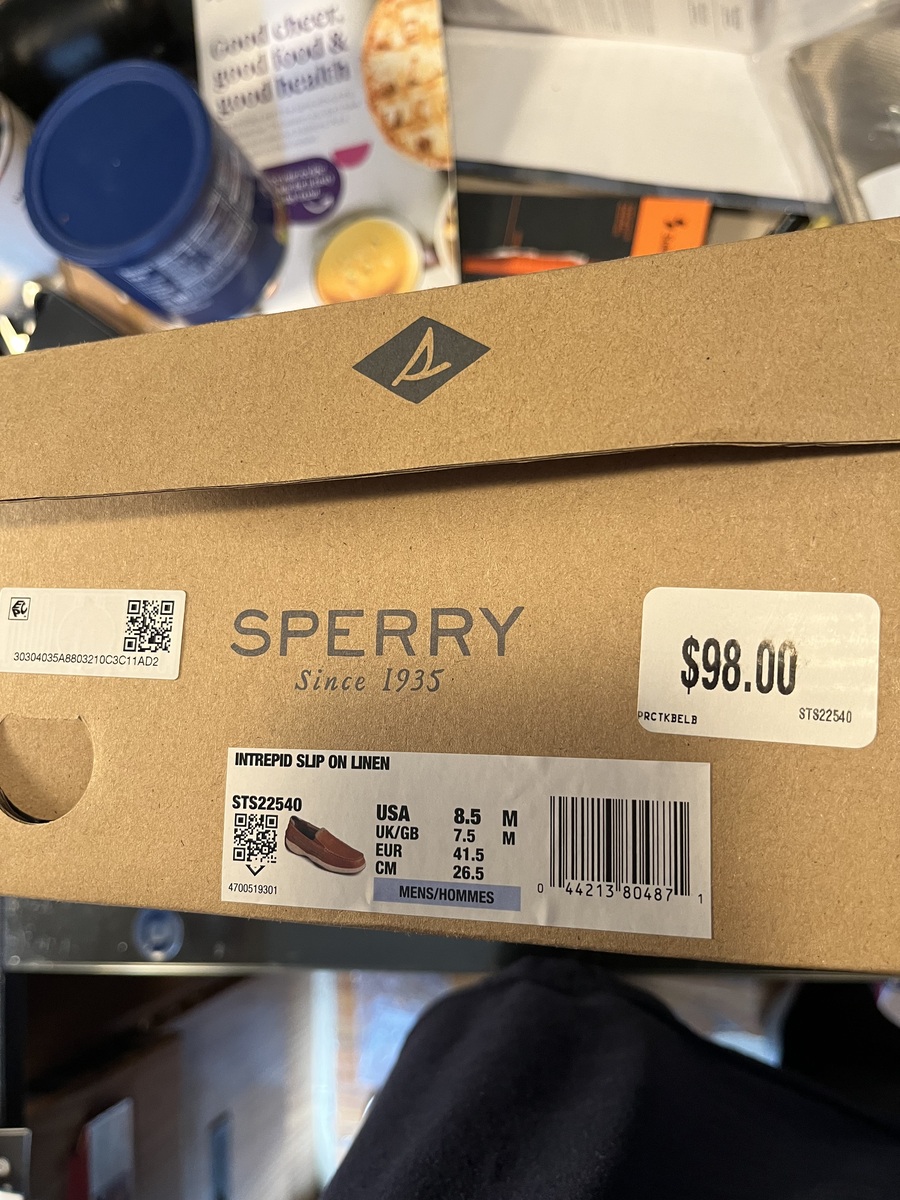 Good cheer,
good food &
good health
30304035A8803210C3C11AD2
SPERRY
Since 1935
$98.00
PRCTKBELB
STS22540
INTREPID SLIP ON LINEN
STS22540
4700519301
USA 8.5 M
UK/GB 7.5 M
EUR 41.5
CM 26.5
MENS/HOMMES
0 44213 80487 1